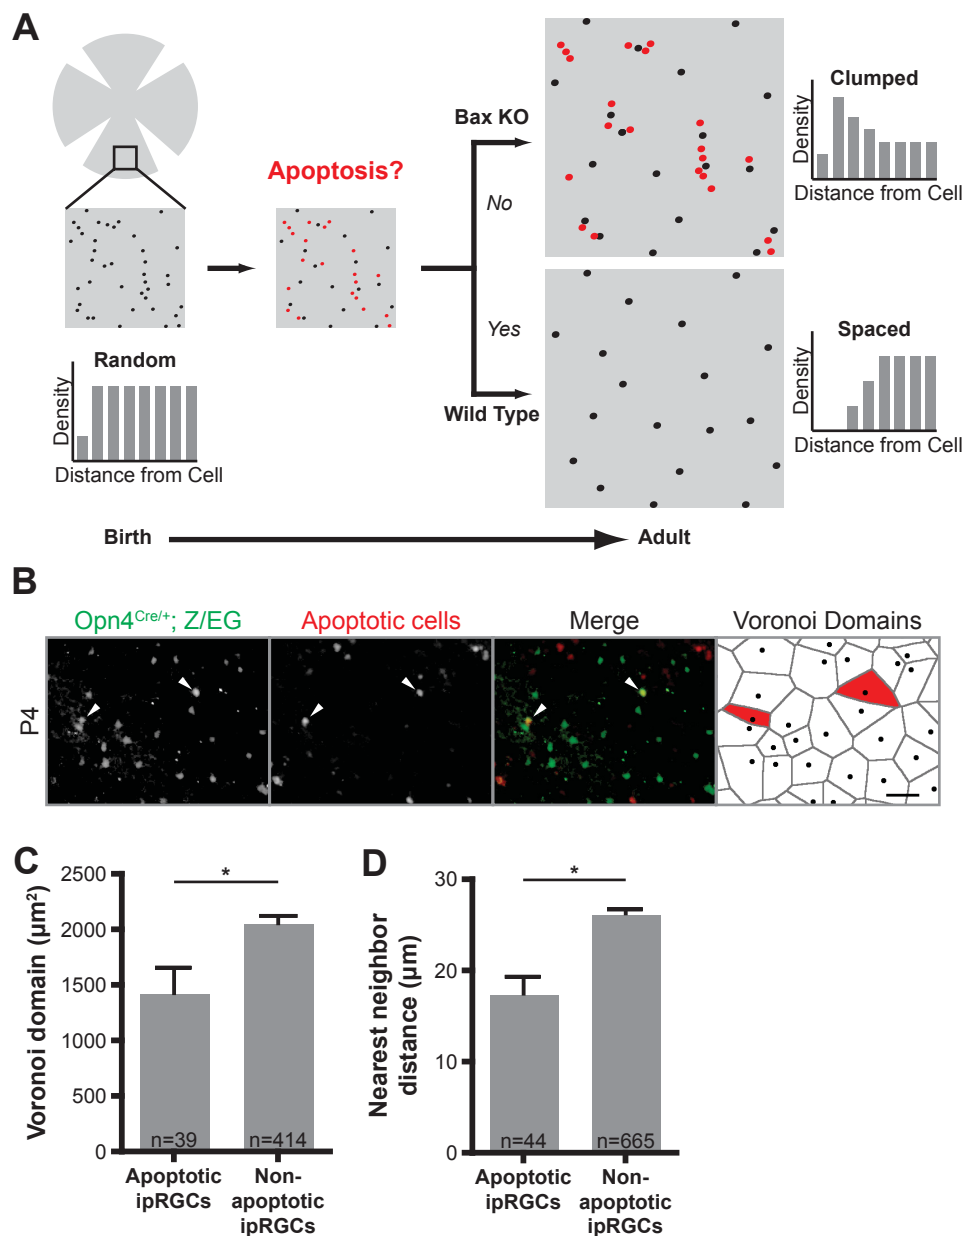 A
Bax KO
Clumped
Density
Distance from Cell
Apoptosis?
No
Yes
Spaced
Density
Distance from Cell
Random
Density
Distance from Cell
Wild Type
Birth
Adult
B
Opn4Cre/+; Z/EG
Apoptotic cells
Merge
Voronoi Domains
P4
C
2500
2000
1500
1000
500
0
Voronoi domain (µm²)
*
n=39
n=414
Apoptotic
ipRGCs
Non-
apoptotic
ipRGCs
D
30
20
10
0
Nearest neighbor
distance (µm)
*
n=44
n=665
Apoptotic
ipRGCs
Non-
apoptotic
ipRGCs